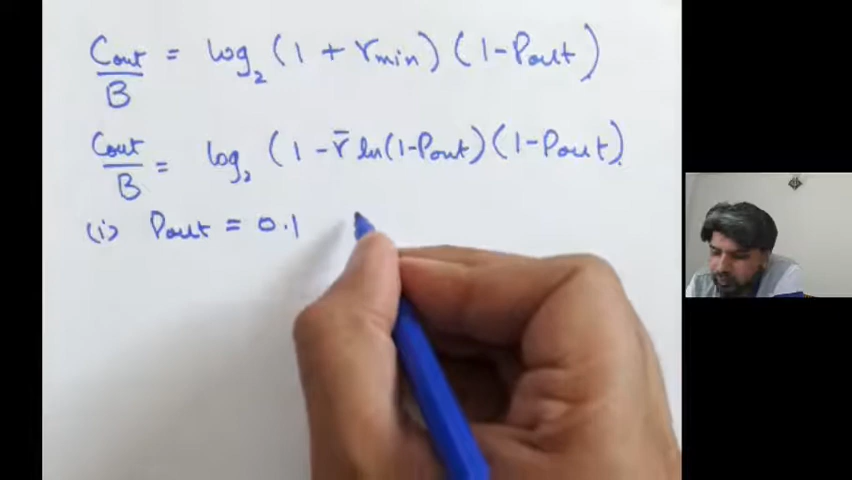 Cout/B = log₂ (1 + γmin) (1 - Pout)
Cout/B = log₂ (1 - γ̄ ln(1-Pout) (1-Pout)
(i) Pout = 0.1